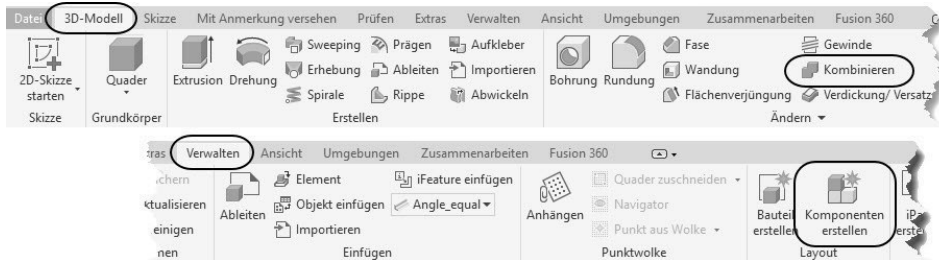 Datei 3D-Modell Skizze Mit Anmerkung versehen Prüfen Extras Verwalten Ansicht Umgebungen Zusammenarbeiten Fusion 360
Sweeping Prägen Aufkleber Fase Gewinde
2D-Skizze starten Quader Extrusion Drehung Erhebung Ableiten Importieren Bohrung Rundung Wandung Kombinieren
Spirale Rippe Abwickeln Flächenverjüngung Verdickung/ Versatz
Skizze Grundkörper Erstellen Ändern
Verwalten Ansicht Umgebungen Zusammenarbeiten Fusion 360
Element iFeature einfügen Quader zuschneiden
Ableiten Objekt einfügen Angle_equal Anhängen Navigator Bauteil erstellen Komponenten erstellen
Importieren Punkt aus Wolke
Einfügen Punktwolke Layout